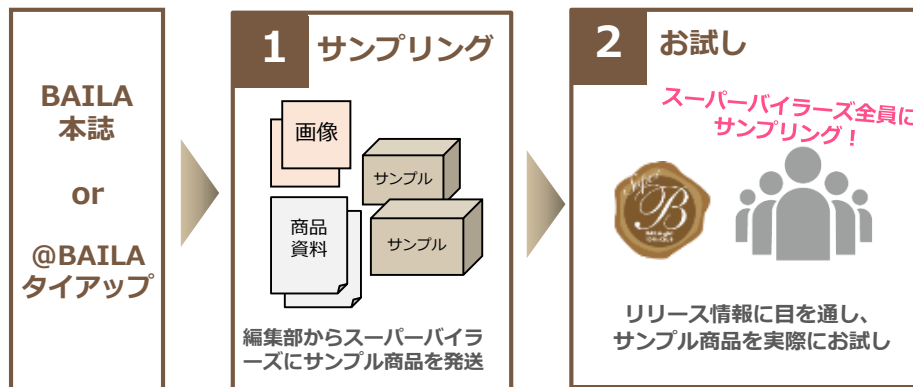 BAILA
本誌
or
@BAILA
タイアップ
1 サンプリング
画像
サンプル
商品
資料
サンプル
編集部からスーパーバイラ
ーズにサンプル商品を発送
2 お試し
スーパーバイラーズ全員に
サンプリング！
Super
B
リリース情報に目を通し、
サンプル商品を実際にお試し